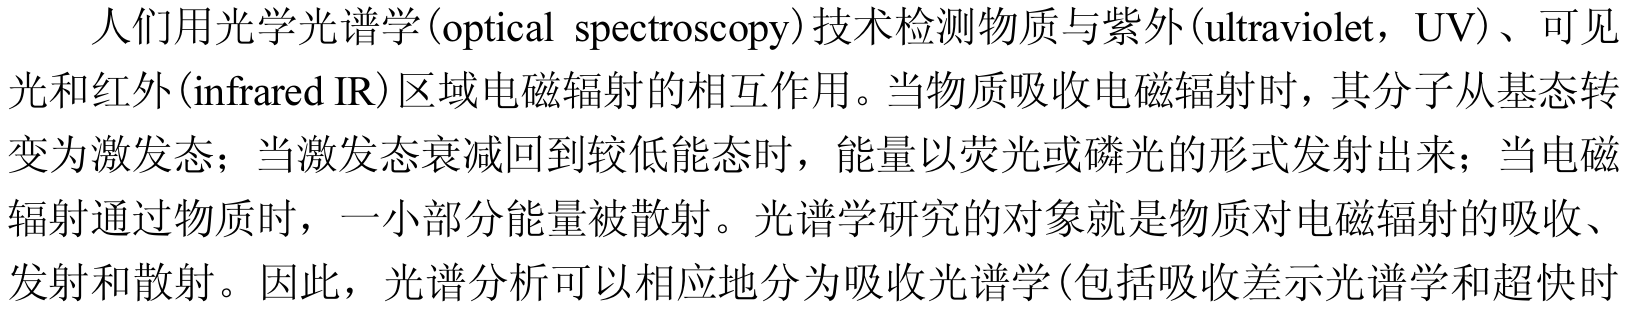 人们用光学光谱学(optical spectroscopy)技术检测物质与紫外(ultraviolet，UV)、可见
光和红外(infrared IR)区域电磁辐射的相互作用。当物质吸收电磁辐射时，其分子从基态转
变为激发态；当激发态衰减回到较低能态时，能量以荧光或磷光的形式发射出来；当电磁
辐射通过物质时，一小部分能量被散射。光谱学研究的对象就是物质对电磁辐射的吸收、
发射和散射。因此，光谱分析可以相应地分为吸收光谱学(包括吸收差示光谱学和超快时